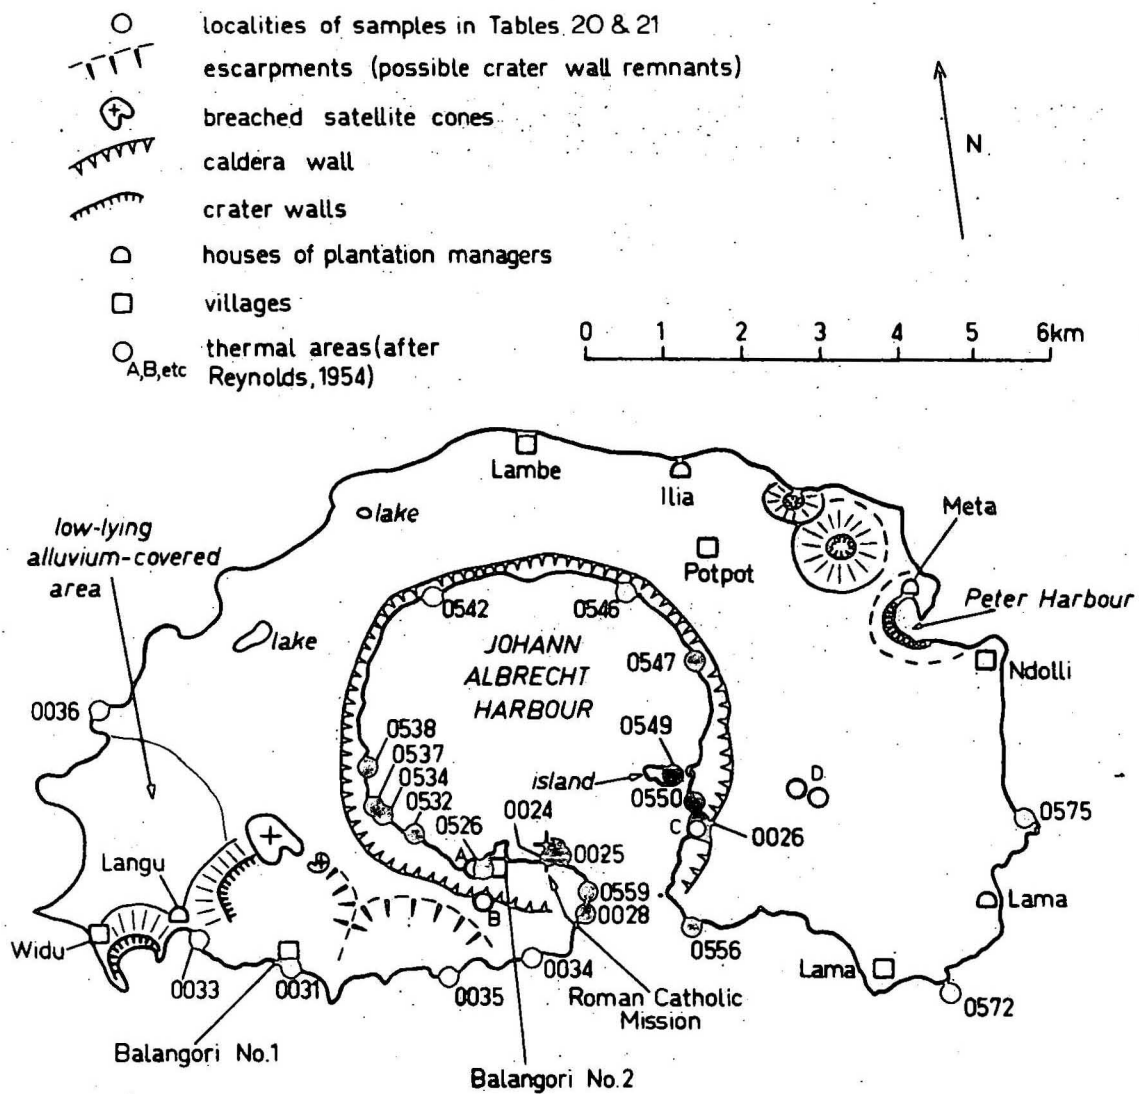 localities of samples in Tables 20 & 21
escarpments (possible crater wall remnants)
breached satellite cones
caldera wall
crater walls
houses of plantation managers
villages
A,B,etc
thermal areas (after
Reynolds, 1954)
N
0 1 2 3 4 5 6km
Lambe
Ilia
Meta
low-lying
alluvium-covered
area
lake
Potpot
Peter Harbour
0542
0546
lake
JOHANN
ALBRECHT
HARBOUR
0547
Ndolli
0036
0538
0537
0534
0532
0526
0549
island
0550
0024
D
0575
C
0026
A
0025
Langu
0559
0028
B
Lama
Widu
0556
0033
0031
0035
0034
Lama
0572
Roman Catholic
Mission
Balangori No.1
Balangori No.2